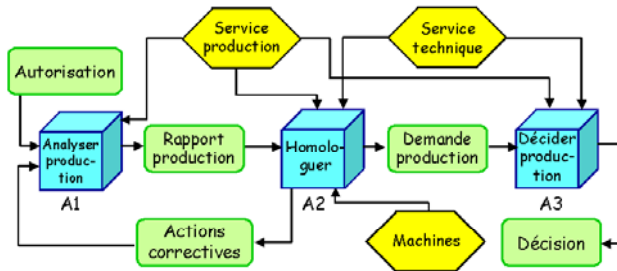 Service
production
Service
technique
Autorisation
Analyser
produc-
tion
A1
Rapport
production
Homolo-
guer
A2
Demande
production
Décider
produc-
tion
A3
Actions
correctives
Machines
Décision